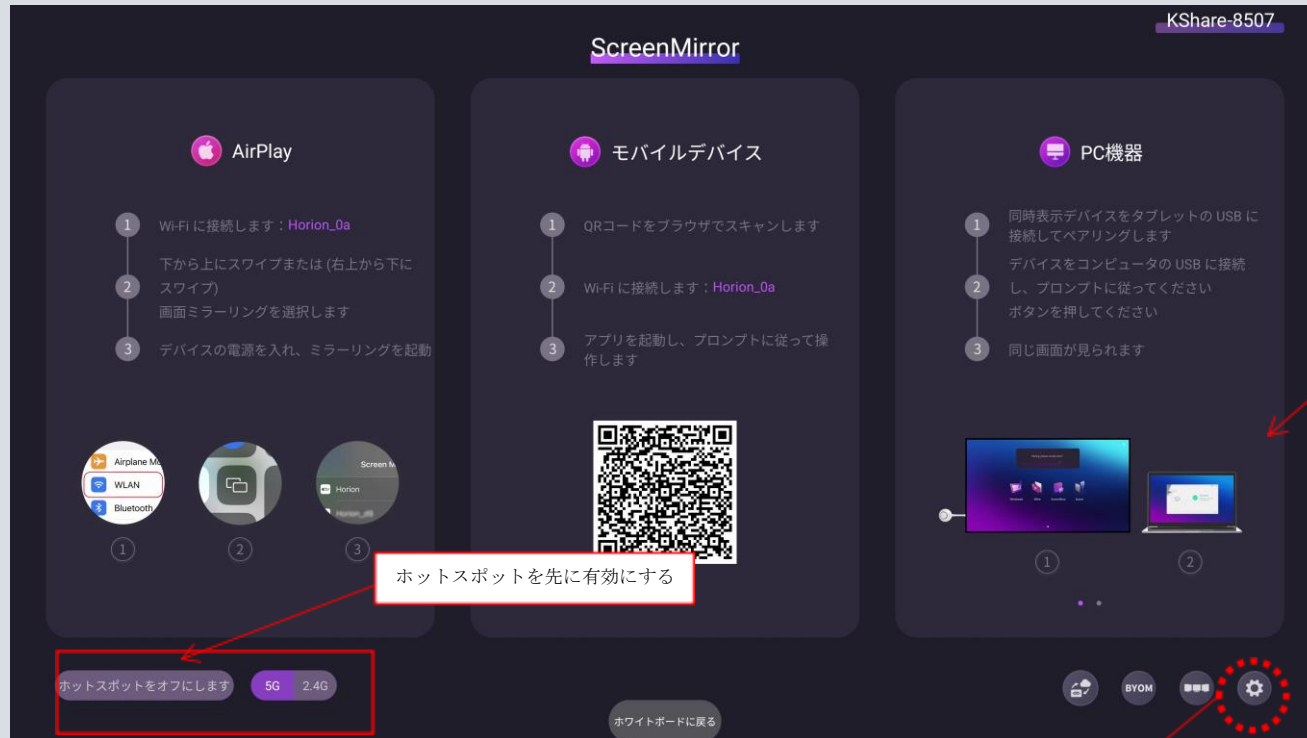 KShare-8507
ScreenMirror
AirPlay
1
Wi-Fi に接続します：Horion_0a
2
下から上にスワイプまたは (右上から下に
スワイプ)
画面ミラーリングを選択します
3
デバイスの電源を入れ、ミラーリングを起動
Airplane Mo
WLAN
Bluetooth
Screen M
Horion
1
2
3
モバイルデバイス
1
QRコードをブラウザでスキャンします
2
Wi-Fi に接続します：Horion_0a
3
アプリを起動し、プロンプトに従って操
作します
PC機器
1
同時表示デバイスをタブレットの USB に
接続してペアリングします
2
デバイスをコンピュータの USB に接続
し、プロンプトに従ってください
ボタンを押してください
3
同じ画面が見られます
1
2
ホットスポットを先に有効にする
ホットスポットをオフにします
5G
2.4G
ホワイトボードに戻る
BYOM